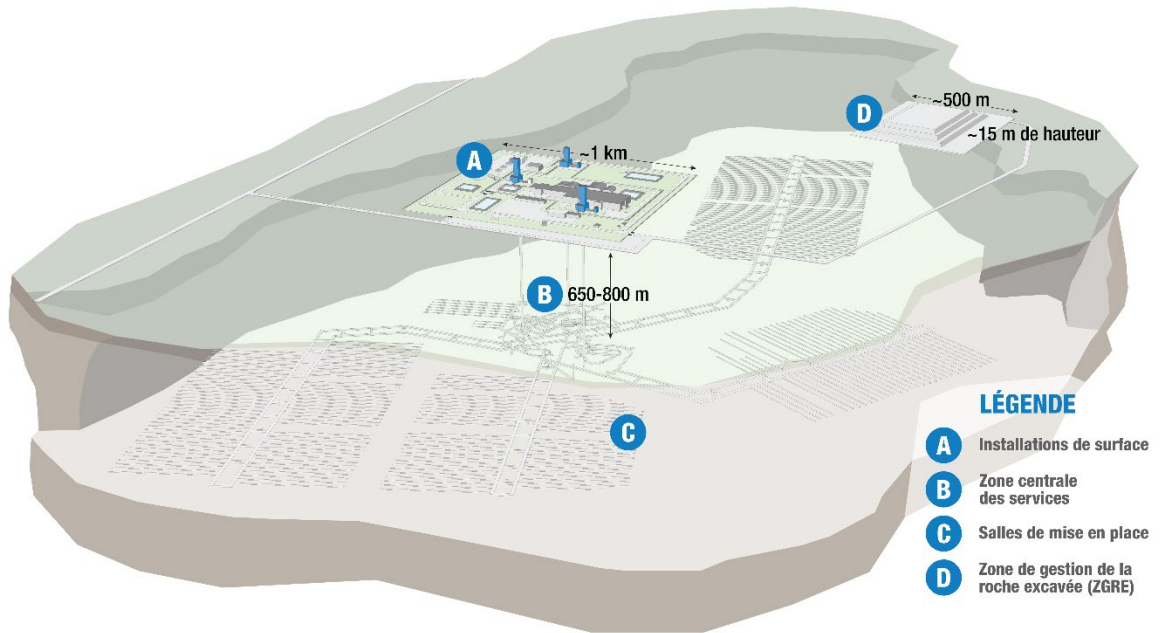 ~500 m
D
~15 m de hauteur
A
~1 km
B
650-800 m
C
LÉGENDE
A Installations de surface
B Zone centrale
des services
C Salles de mise en place
D Zone de gestion de la
roche excavée (ZGRE)